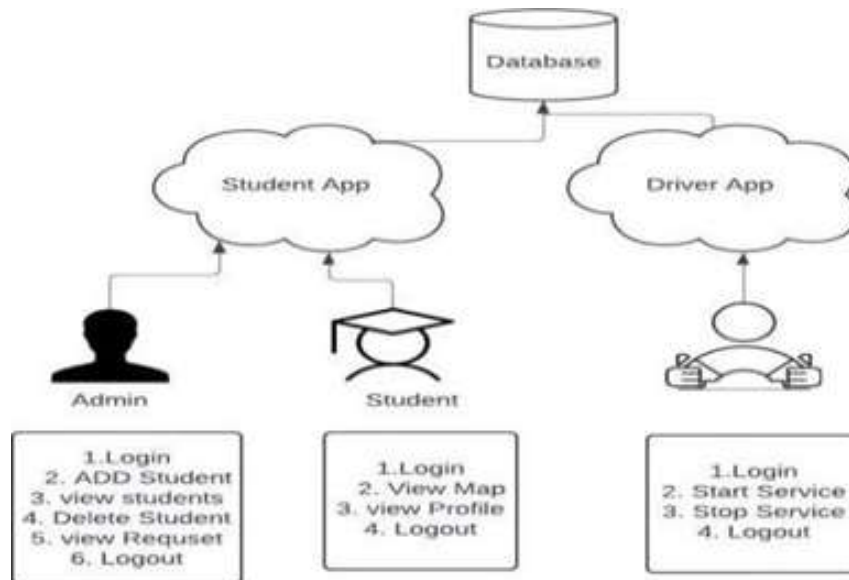 Database
Student App
Driver App
Admin
Student
1.Login
2. ADD Student
3. view students
4. Delete Student
5. view Requset
6. Logout
1.Login
2. View Map
3. view Profile
4. Logout
1.Login
2. Start Service
3. Stop Service
4. Logout